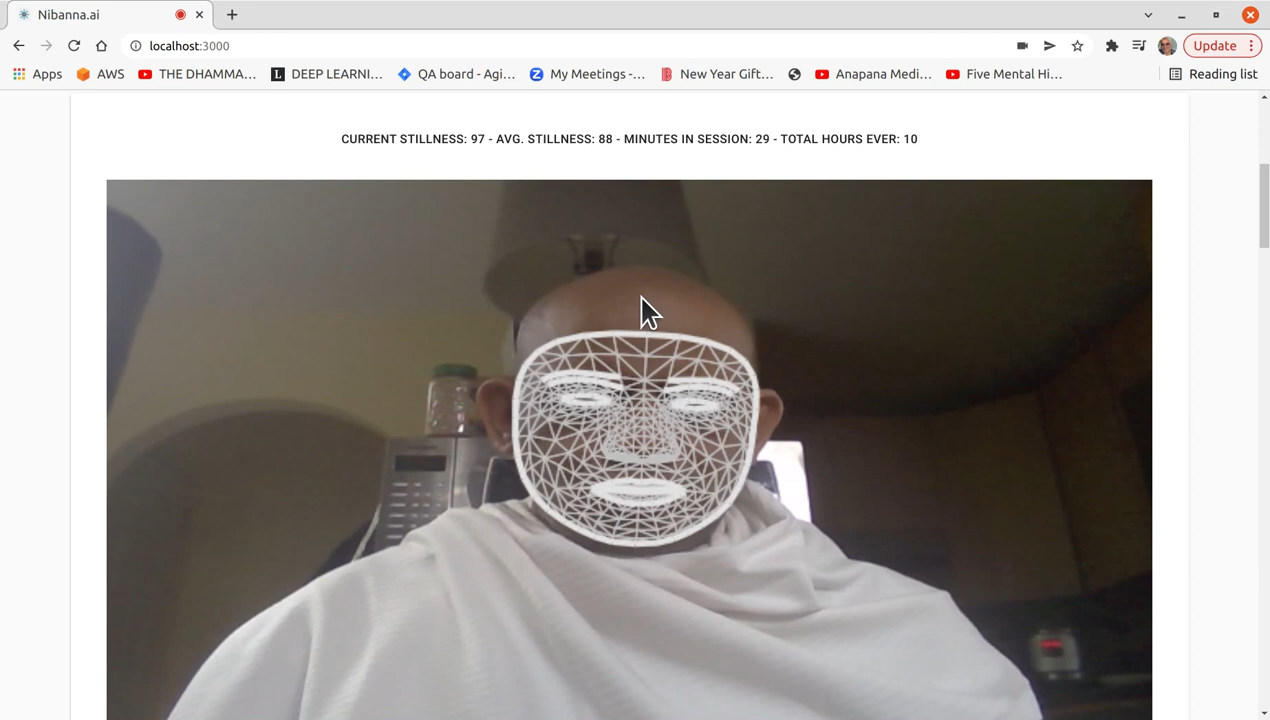 Nibanna.ai
localhost:3000
Update
Apps AWS THE DHAMMA... DEEP LEARNI... QA board - Agi... My Meetings -... New Year Gift... Anapana Medi... Five Mental Hi... Reading list
CURRENT STILLNESS: 97 - AVG. STILLNESS: 88 - MINUTES IN SESSION: 29 - TOTAL HOURS EVER: 10